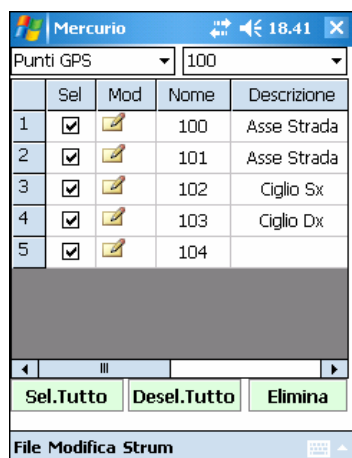 Mercurio 18.41
Punti GPS 100
Sel Mod Nome Descrizione
1 100 Asse Strada
2 101 Asse Strada
3 102 Ciglio Sx
4 103 Ciglio Dx
5 104
Sel.Tutto Desel.Tutto Elimina
File Modifica Strum